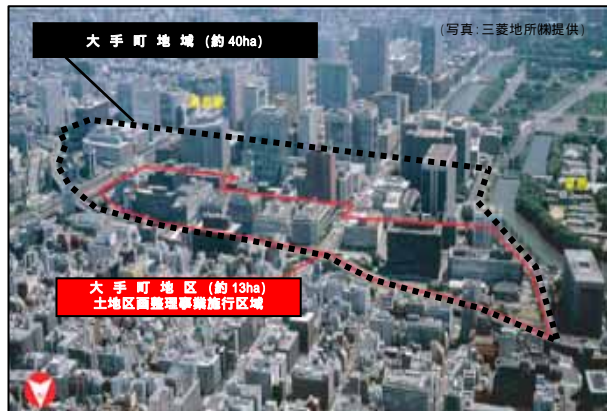 大手町地域 (約40ha)
(写真:三菱地所㈱提供)
大手町地区 (約13ha)
土地区画整理事業施行区域